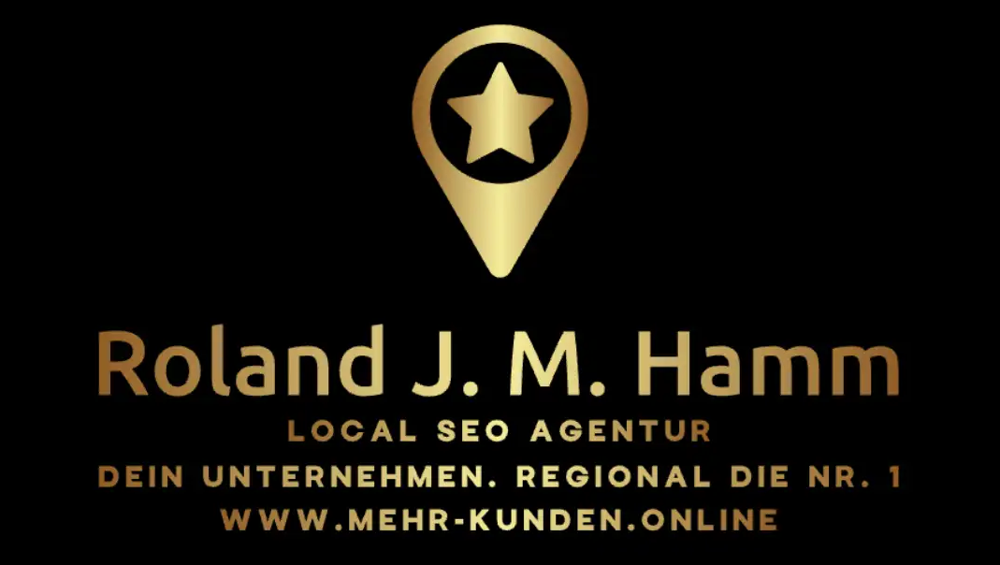 Roland J. M. Hamm
LOCAL SEO AGENTUR
DEIN UNTERNEHMEN. REGIONAL DIE NR. 1
WWW.MEHR-KUNDEN.ONLINE